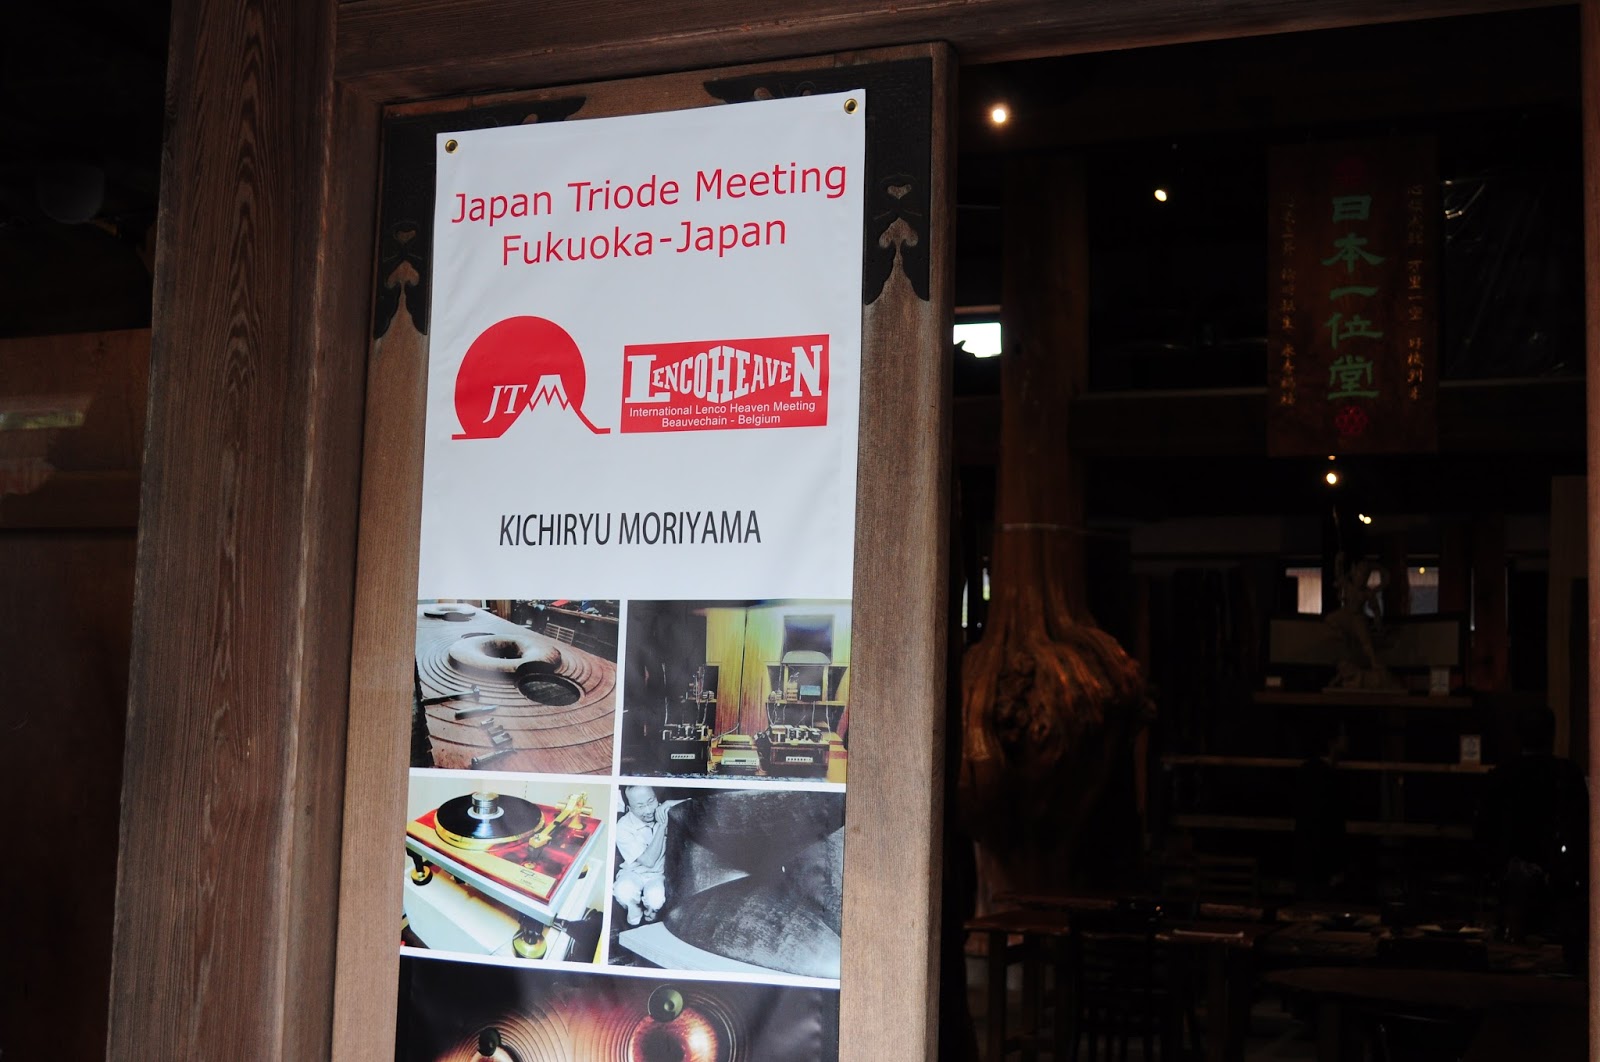 Japan Triode Meeting
Fukuoka-Japan
JTM
LENCOHEAVEN
International Lenco Heaven Meeting
Beauvechain - Belgium
KICHIRYU MORIYAMA
日本一位堂